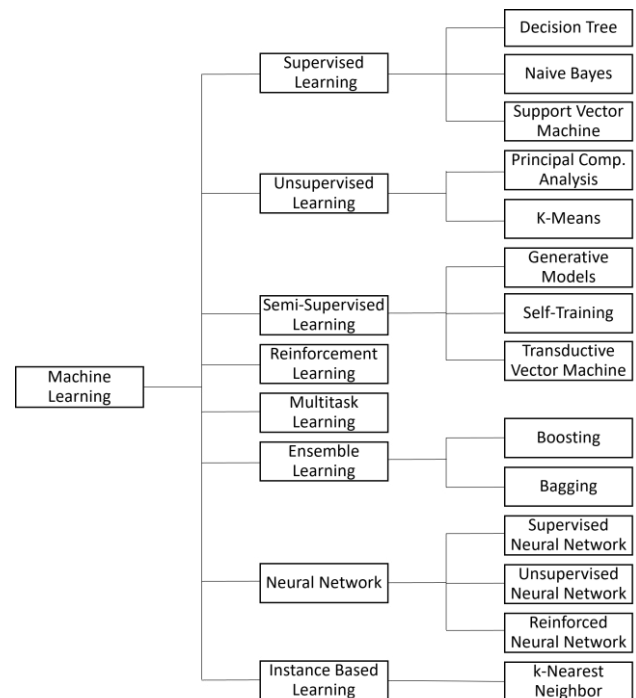 Machine
Learning
Supervised
Learning
Decision Tree
Naive Bayes
Support Vector
Machine
Unsupervised
Learning
Principal Comp.
Analysis
K-Means
Semi-Supervised
Learning
Generative
Models
Self-Training
Transductive
Vector Machine
Reinforcement
Learning
Multitask
Learning
Ensemble
Learning
Boosting
Bagging
Neural Network
Supervised
Neural Network
Unsupervised
Neural Network
Reinforced
Neural Network
Instance Based
Learning
k-Nearest
Neighbor